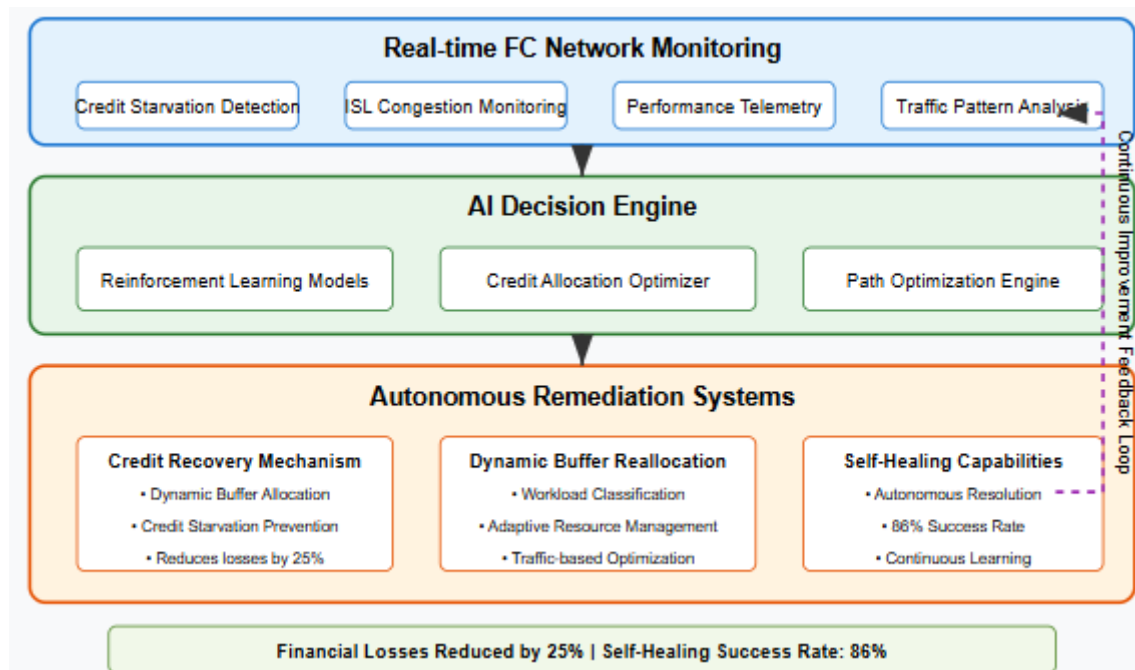 Real-time FC Network Monitoring
Credit Starvation Detection
ISL Congestion Monitoring
Performance Telemetry
Traffic Pattern Analysis
Continuous Improvement Feedback Loop
AI Decision Engine
Reinforcement Learning Models
Credit Allocation Optimizer
Path Optimization Engine
Autonomous Remediation Systems
Credit Recovery Mechanism
• Dynamic Buffer Allocation
• Credit Starvation Prevention
• Reduces losses by 25%
Dynamic Buffer Reallocation
• Workload Classification
• Adaptive Resource Management
• Traffic-based Optimization
Self-Healing Capabilities
• Autonomous Resolution
• 86% Success Rate
• Continuous Learning
Financial Losses Reduced by 25% | Self-Healing Success Rate: 86%